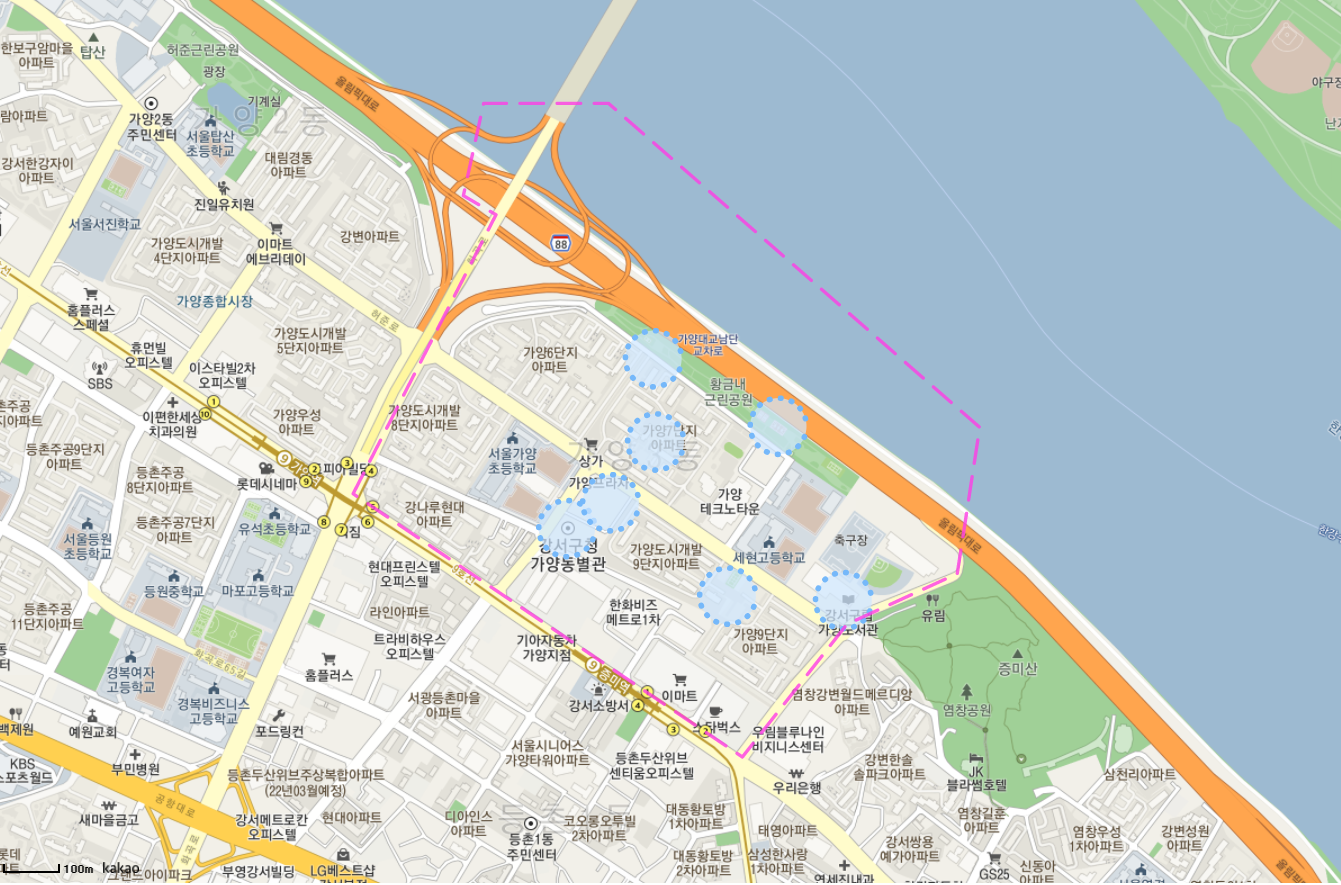 한보구암마을
아파트
탑산
허준근린공원
광장
기계실
가양2동
주민센터
가양2동
서울탑산
초등학교
대림경동
아파트
강서한강자이
아파트
진일유치원
서울서진학교
가양도시개발
4단지아파트
이마트
에브리데이
강변아파트
올림픽대로
88
야구장
홈플러스
스페셜
가양종합시장
허준로
가양도시개발
5단지아파트
휴먼빌
오피스텔
이스타빌2차
오피스텔
SBS
가양6단지
아파트
가양대교남단
교차로
황금내
근린공원
이편한세상
치과의원
가양우성
아파트
가양도시개발
8단지아파트
서울가양
초등학교
상가
가양7단지
아파트
등촌주공9단지
아파트
등촌주공
8단지아파트
롯데시네마
강나루현대
아파트
가양
테크노타운
서울등원
초등학교
등촌주공7단지
아파트
유석초등학교
강서구청
가양동별관
가양도시개발
9단지아파트
세현고등학교
축구장
올림픽대로
등원중학교
마포고등학교
현대프린스텔
오피스텔
9호선
등촌주공
11단지아파트
라인아파트
한화비즈
메트로1차
강서구립
가양도서관
유림
트라비하우스
오피스텔
기아자동차
가양지점
가양9단지
아파트
화곡로65길
경복여자
고등학교
홈플러스
9 증미역
증미산
경복비즈니스
고등학교
서광등촌마을
아파트
강서소방서
이마트
스타벅스
염창강변월드메르디앙
아파트
염창공원
예원교회
포드링컨
우림블루나인
비지니스센터
부민병원
서울시니어스
가양타워아파트
등촌두산위브
센티움오피스텔
강변한솔
솔파크아파트
JK
블라썸호텔
삼천리아파트
KBS
스포츠월드
등촌두산위브주상복합아파트
(22년03월예정)
우리은행
공항대로
새마을금고
강서메트로칸
오피스텔
현대아파트
디아인스
아파트
등촌1동
주민센터
코오롱오투빌
2차아파트
대동황토방
1차아파트
태영아파트
강서쌍용
예가아파트
염창길훈
아파트
염창우성
1차아파트
강변성원
아파트
화곡로
부영강서빌딩
LG베스트샵
대동황토방
2차아파트
삼성한사랑
1차아파트
GS25
신동아
아파트
올림픽대로
100m kakao